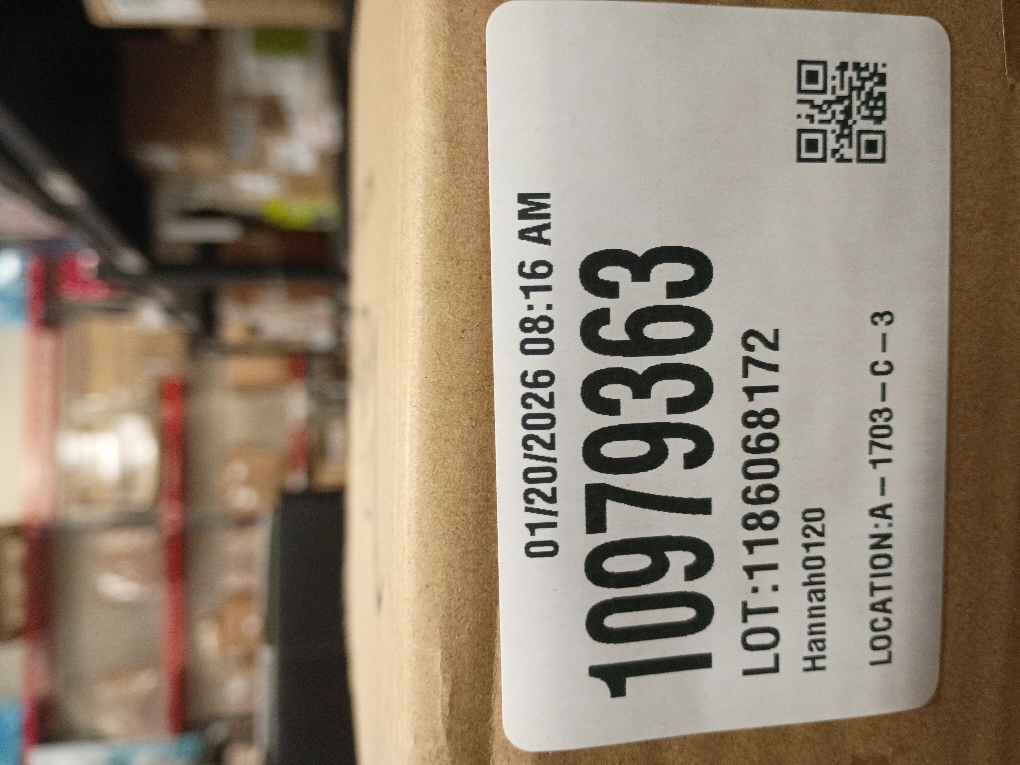 01/20/2026 08:16 AM
10979363
LOT:1186068172
Hannah0120
LOCATION:A-1703-C-3